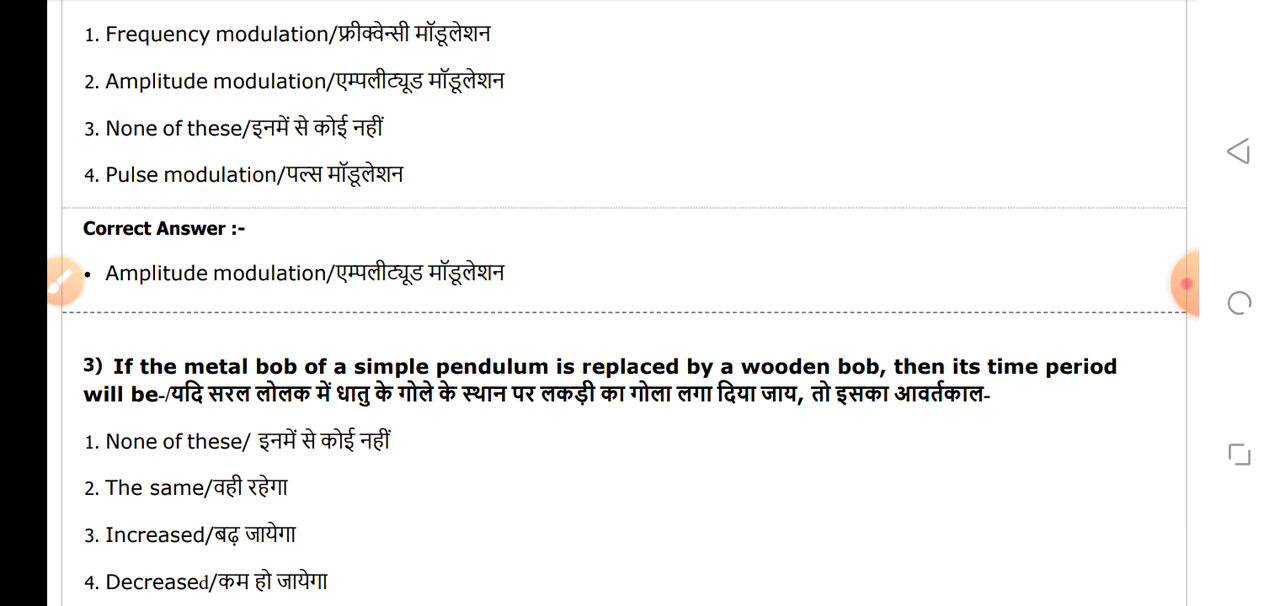 1. Frequency modulation/फ्रीक्वेन्सी मॉडूलेशन
2. Amplitude modulation/एम्पलीट्यूड मॉडूलेशन
3. None of these/इनमें से कोई नहीं
4. Pulse modulation/पल्स मॉडूलेशन
Correct Answer :-
• Amplitude modulation/एम्पलीट्यूड मॉडूलेशन
3) If the metal bob of a simple pendulum is replaced by a wooden bob, then its time period
will be-/यदि सरल लोलक में धातु के गोले के स्थान पर लकड़ी का गोला लगा दिया जाय, तो इसका आवर्तकाल-
1. None of these/ इनमें से कोई नहीं
2. The same/वही रहेगा
3. Increased/बढ़ जायेगा
4. Decreased/कम हो जायेगा